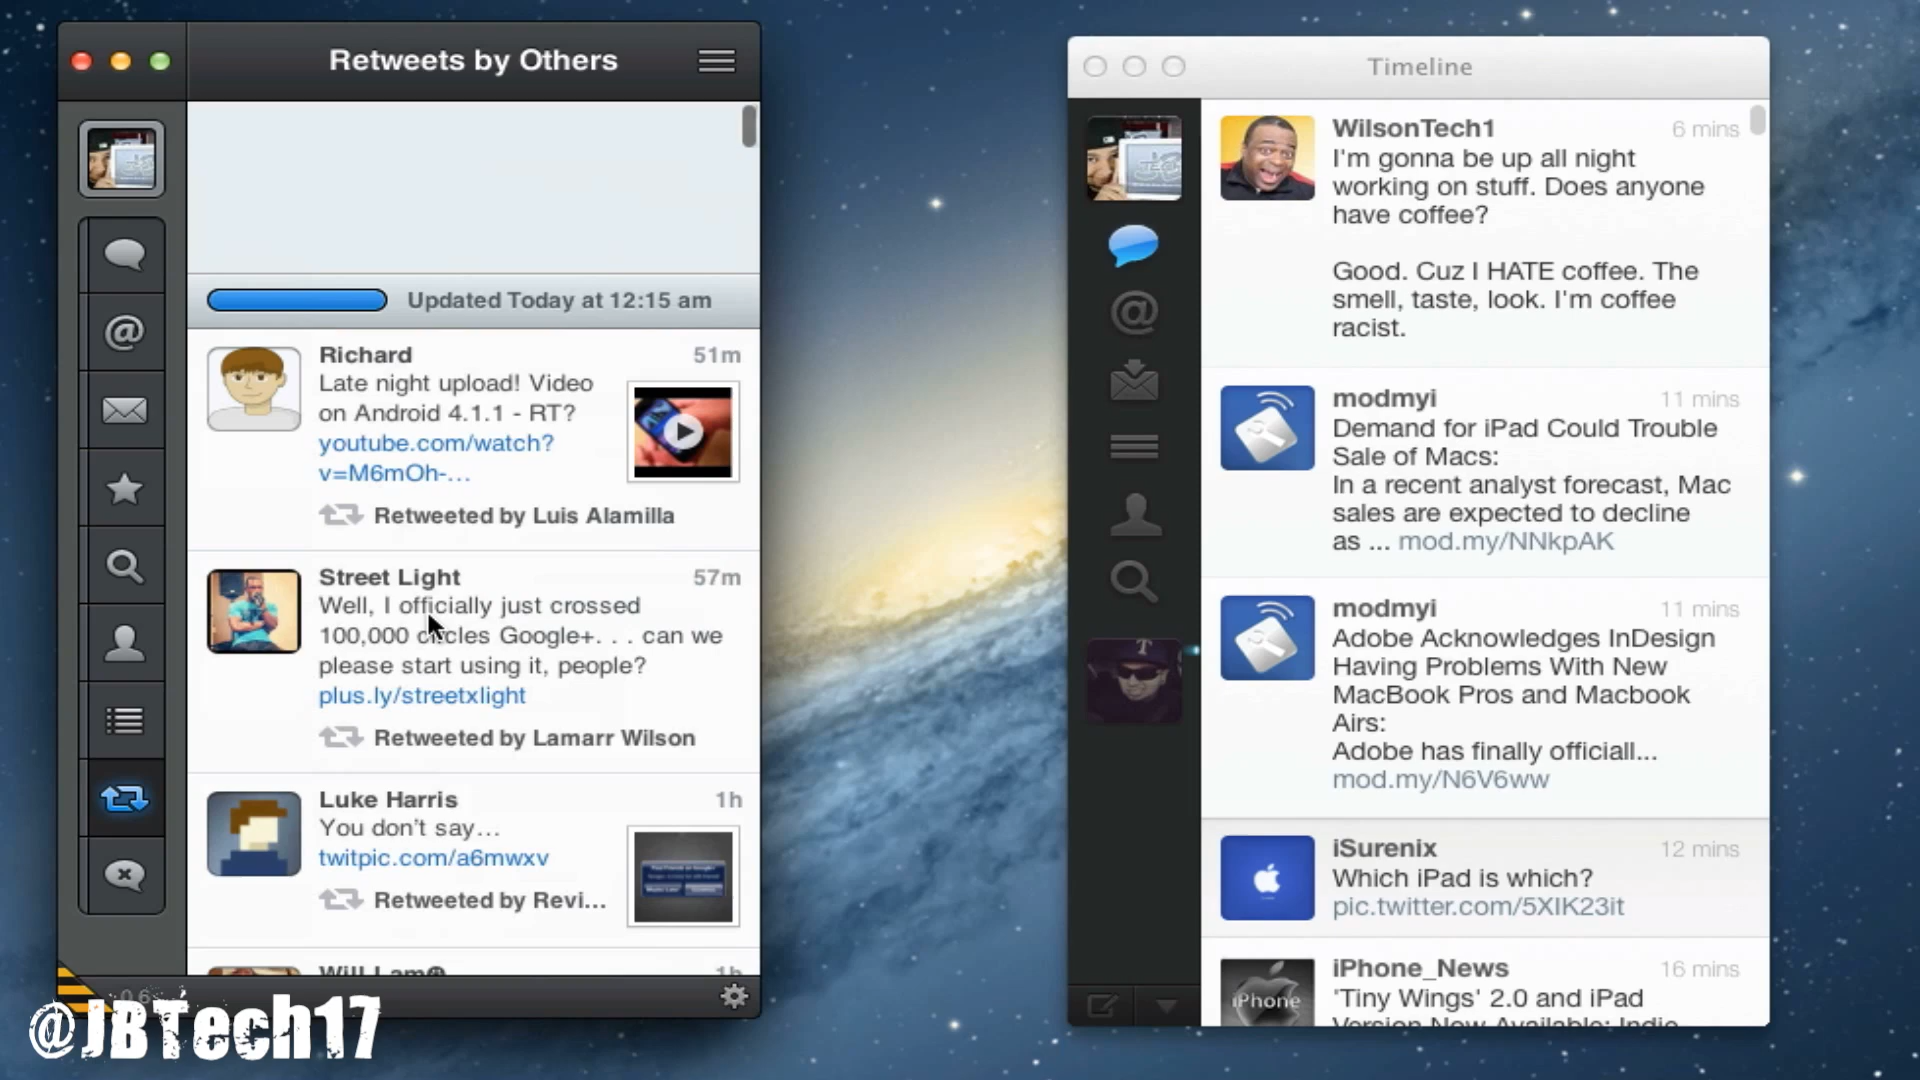 Retweets by Others
Updated Today at 12:15 am
Richard
51m
Late night upload! Video
on Android 4.1.1 - RT?
youtube.com/watch?
v=M6mOh-...
Retweeted by Luis Alamilla
Street Light
57m
Well, I officially just crossed
100,000 circles Google+. . . can we
please start using it, people?
plus.ly/streetxlight
Retweeted by Lamarr Wilson
Luke Harris
1h
You don't say...
twitpic.com/a6mwxv
Retweeted by Revi...
1h
@JBTech17
Timeline
WilsonTech1
6 mins
I'm gonna be up all night
working on stuff. Does anyone
have coffee?
Good. Cuz I HATE coffee. The
smell, taste, look. I'm coffee
racist.
modmyi
11 mins
Demand for iPad Could Trouble
Sale of Macs:
In a recent analyst forecast, Mac
sales are expected to decline
as ... mod.my/NNkpAK
modmyi
11 mins
Adobe Acknowledges InDesign
Having Problems With New
MacBook Pros and Macbook
Airs:
Adobe has finally officiall...
mod.my/N6V6ww
iSurenix
12 mins
Which iPad is which?
pic.twitter.com/5XIK23it
iPhone_News
16 mins
iPhone
'Tiny Wings' 2.0 and iPad
Version Now Available: Indie